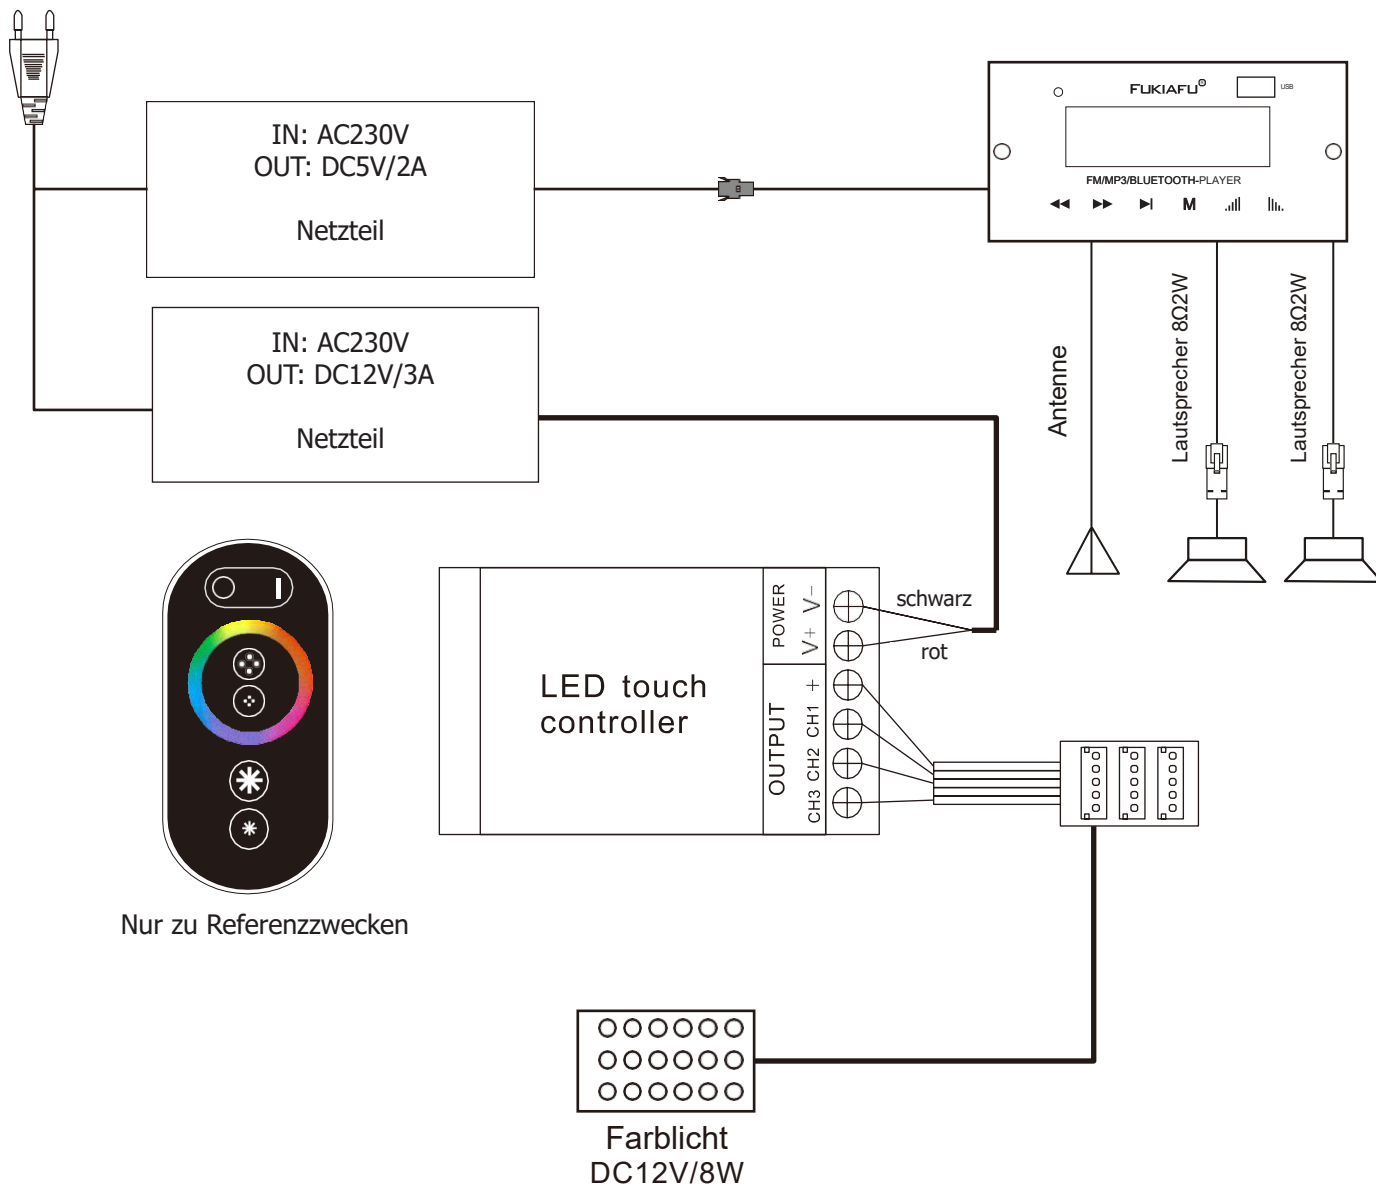 IN: AC230V
OUT: DC5V/2A
Netzteil
FUKIAFU®
USB
FM/MP3/BLUETOOTH-PLAYER
M
IN: AC230V
OUT: DC12V/3A
Netzteil
Antenne
Lautsprecher 8Ω2W
Lautsprecher 8Ω2W
LED touch
controller
POWER
V-
V+
OUTPUT
+
CH1
CH2
CH3
schwarz
rot
Nur zu Referenzzwecken
Farblicht
DC12V/8W